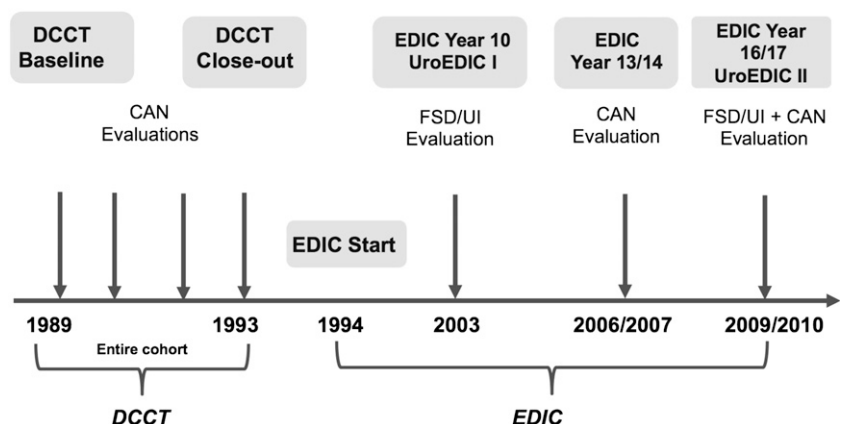 DCCT
Baseline
DCCT
Close-out
EDIC Year 10
UroEDIC I
EDIC
Year 13/14
EDIC Year
16/17
UroEDIC II
CAN
Evaluations
FSD/UI
Evaluation
CAN
Evaluation
FSD/UI + CAN
Evaluation
EDIC Start
1989
1993
1994
2003
2006/2007
2009/2010
Entire cohort
DCCT
EDIC